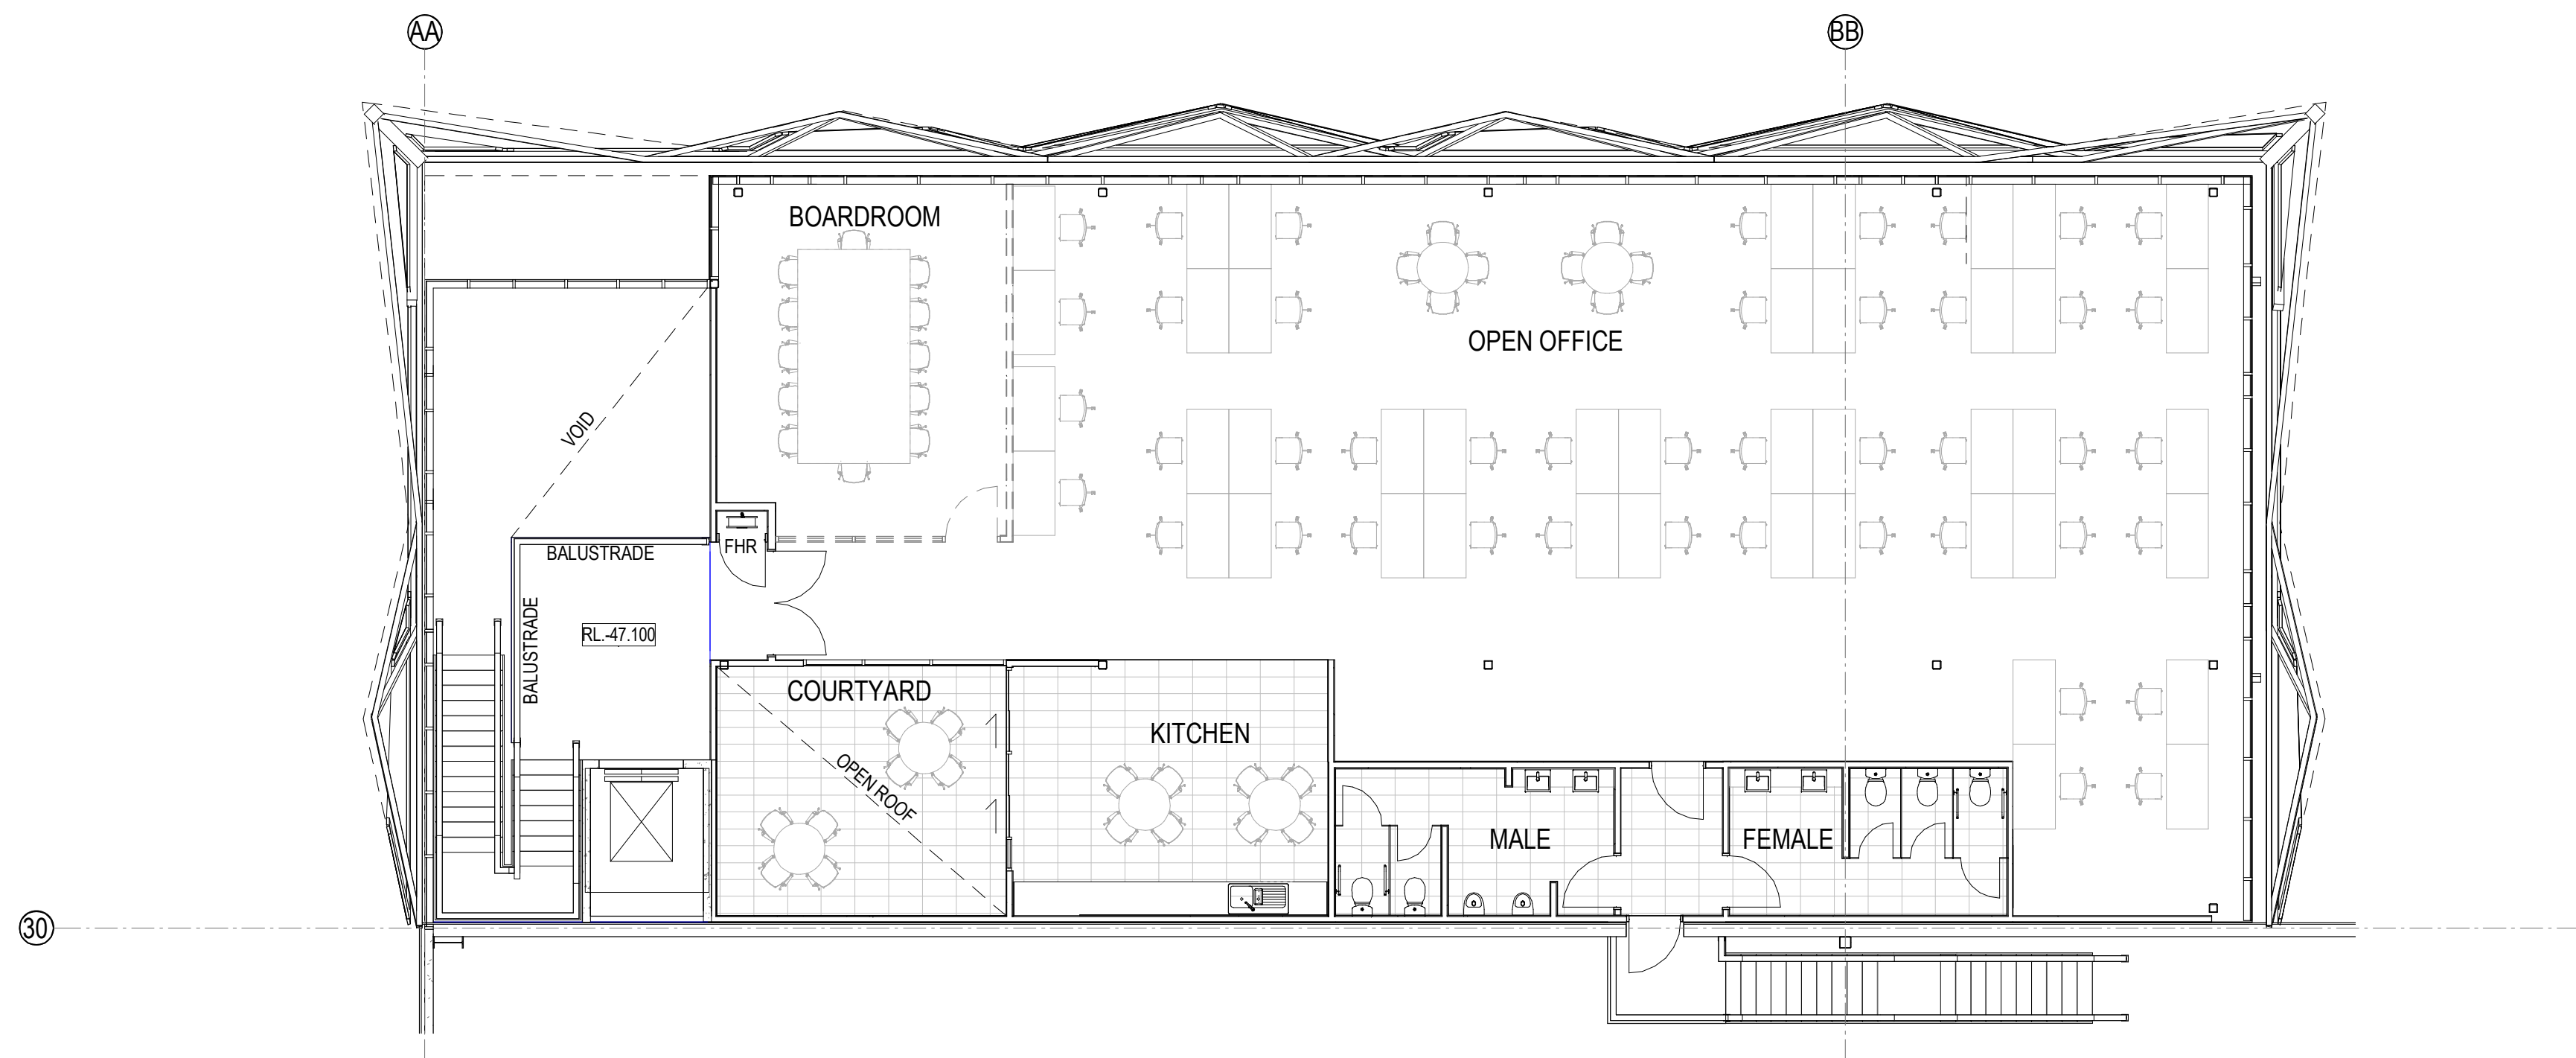 AA
BB
BOARDROOM
OPEN OFFICE
VOID
FHR
BALUSTRADE
BALUSTRADE
RL.-47.100
COURTYARD
OPEN ROOF
KITCHEN
MALE
FEMALE
30